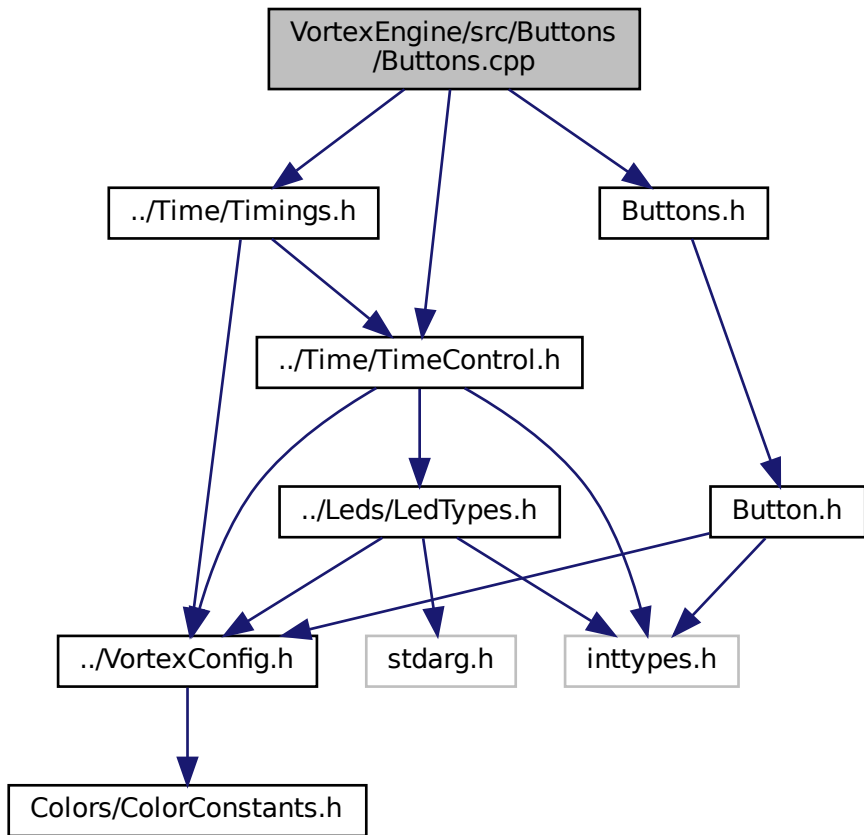 VortexEngine/src/Buttons
/Buttons.cpp
../Time/Timings.h
Buttons.h
../Time/TimeControl.h
../Leds/LedTypes.h
Button.h
../VortexConfig.h
stdarg.h
inttypes.h
Colors/ColorConstants.h